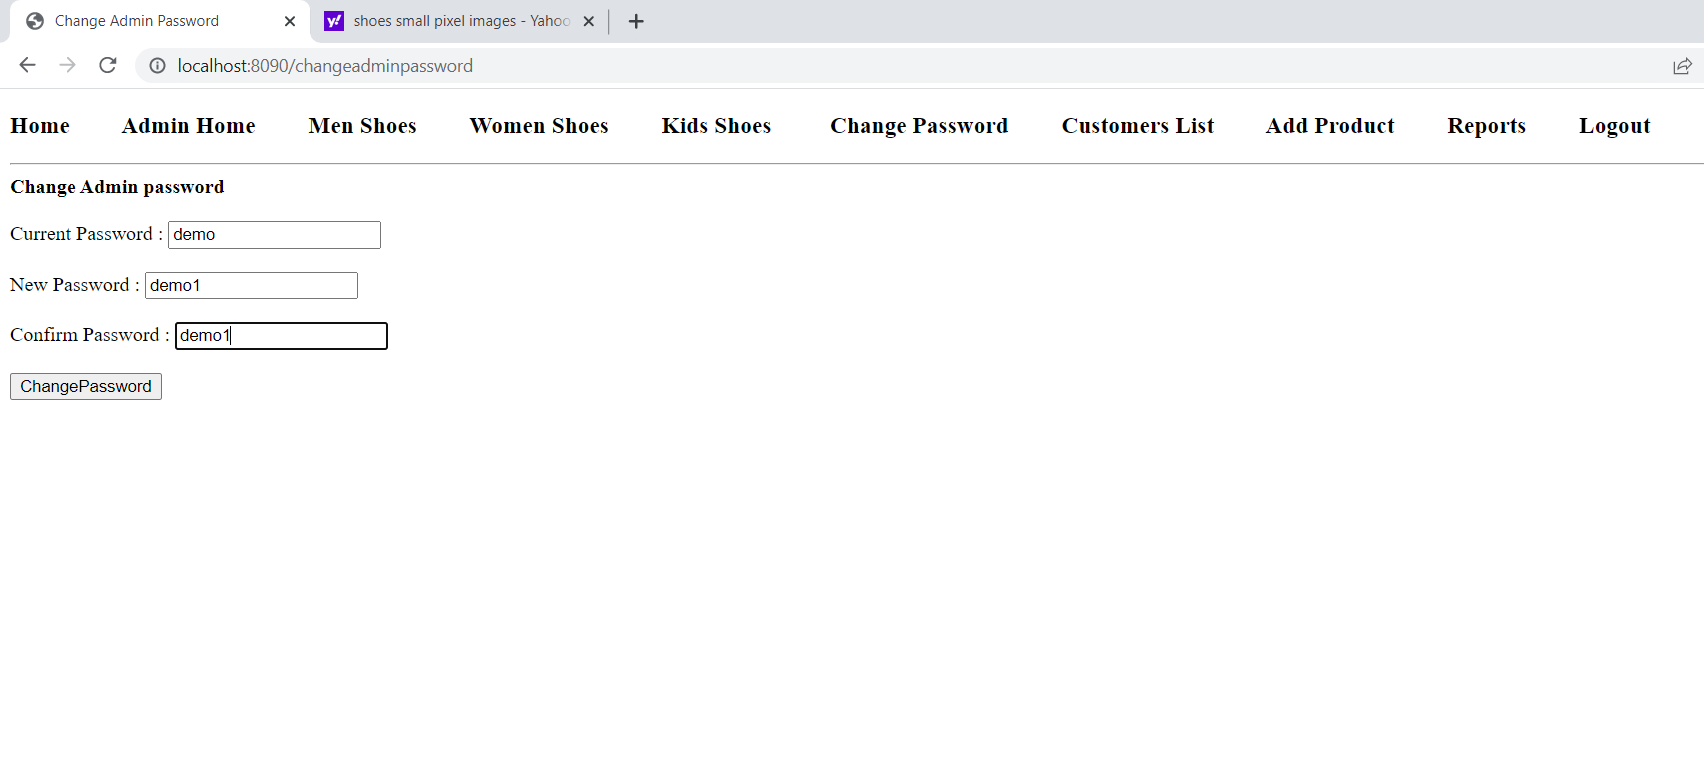 Change Admin Password
shoes small pixel images - Yahoo
localhost:8090/changeadminpassword
Home Admin Home Men Shoes Women Shoes Kids Shoes Change Password Customers List Add Product Reports Logout
Change Admin password
Current Password : demo
New Password : demo1
Confirm Password : demo1
ChangePassword